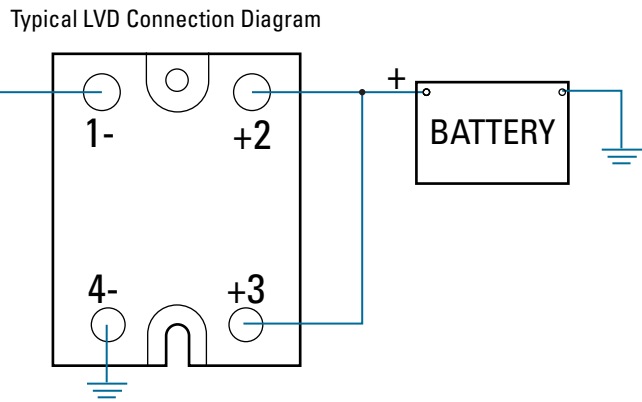 Typical LVD Connection Diagram
1-
+2
+
BATTERY
4-
+3